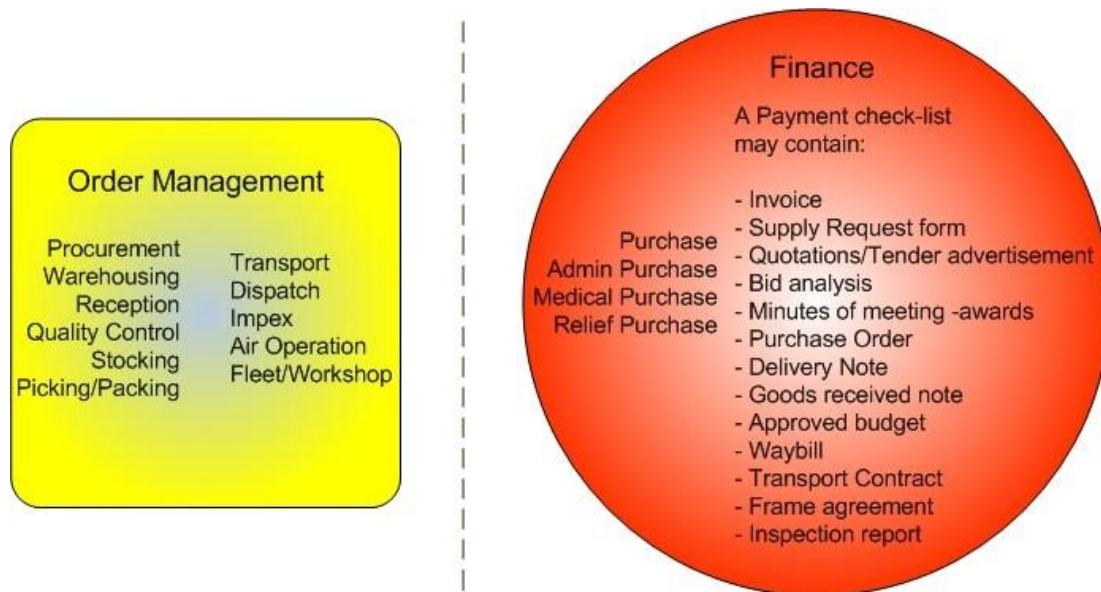 Order Management
Procurement
Warehousing
Reception
Quality Control
Stocking
Picking/Packing
Transport
Dispatch
Impex
Air Operation
Fleet/Workshop
Finance
A Payment check-list
may contain:
Purchase
Admin Purchase
Medical Purchase
Relief Purchase
- Invoice
- Supply Request form
- Quotations/Tender advertisement
- Bid analysis
- Minutes of meeting -awards
- Purchase Order
- Delivery Note
- Goods received note
- Approved budget
- Waybill
- Transport Contract
- Frame agreement
- Inspection report